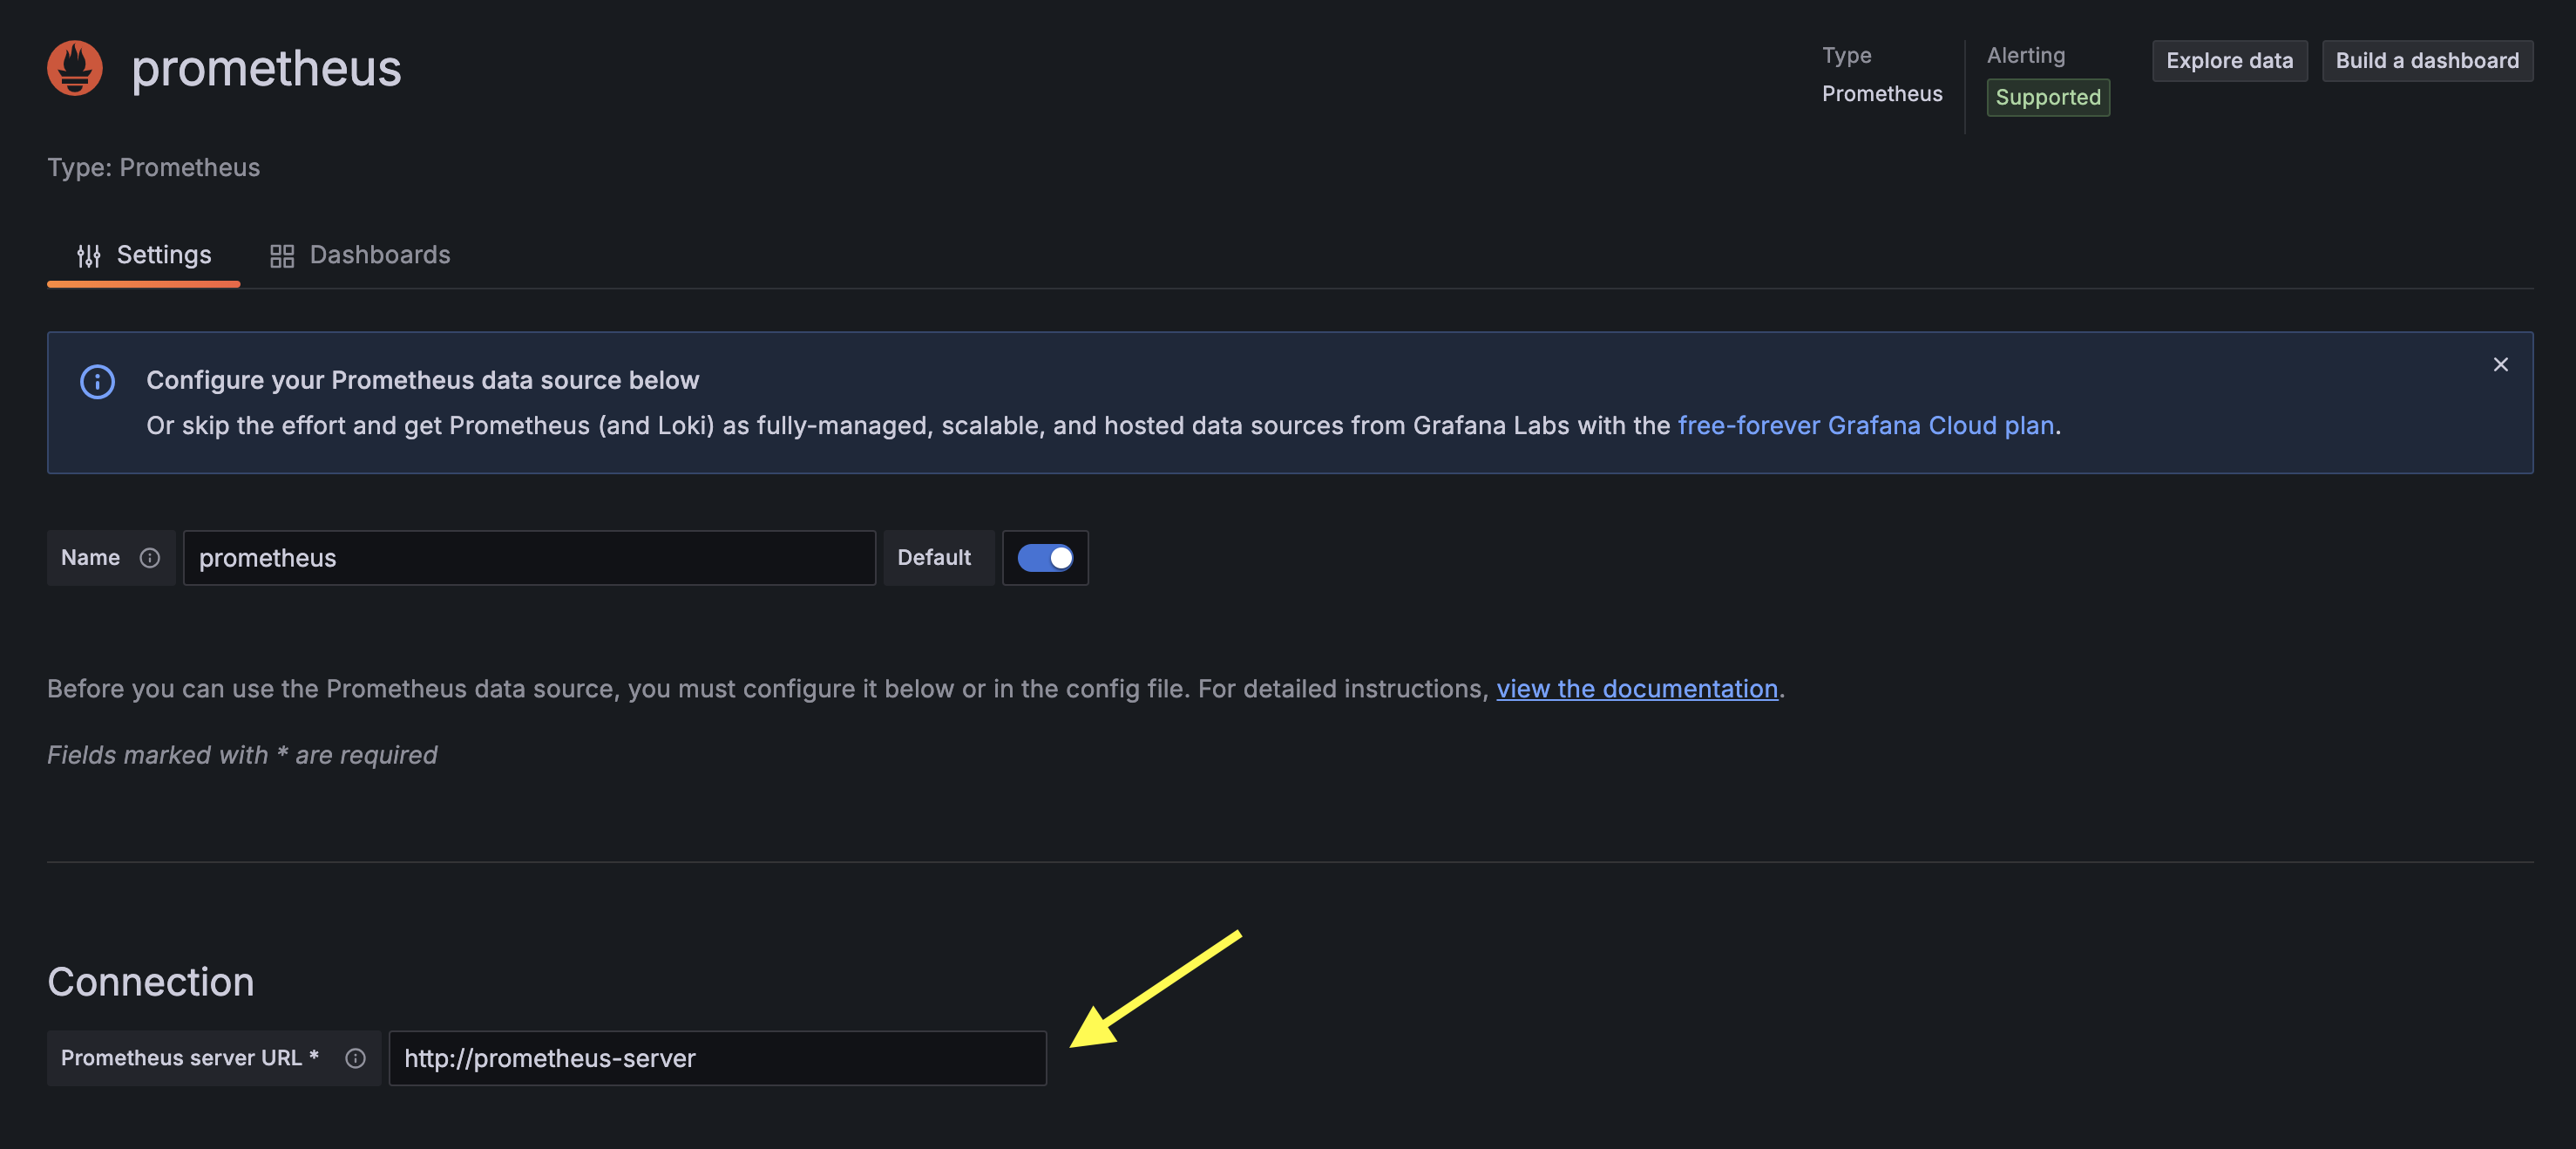 prometheus
Type
Prometheus
Alerting
Supported
Explore data
Build a dashboard
Type: Prometheus
Settings
Dashboards
Configure your Prometheus data source below
Or skip the effort and get Prometheus (and Loki) as fully-managed, scalable, and hosted data sources from Grafana Labs with the free-forever Grafana Cloud plan.
Name
prometheus
Default
Before you can use the Prometheus data source, you must configure it below or in the config file. For detailed instructions, view the documentation.
Fields marked with * are required
Connection
Prometheus server URL *
http://prometheus-server